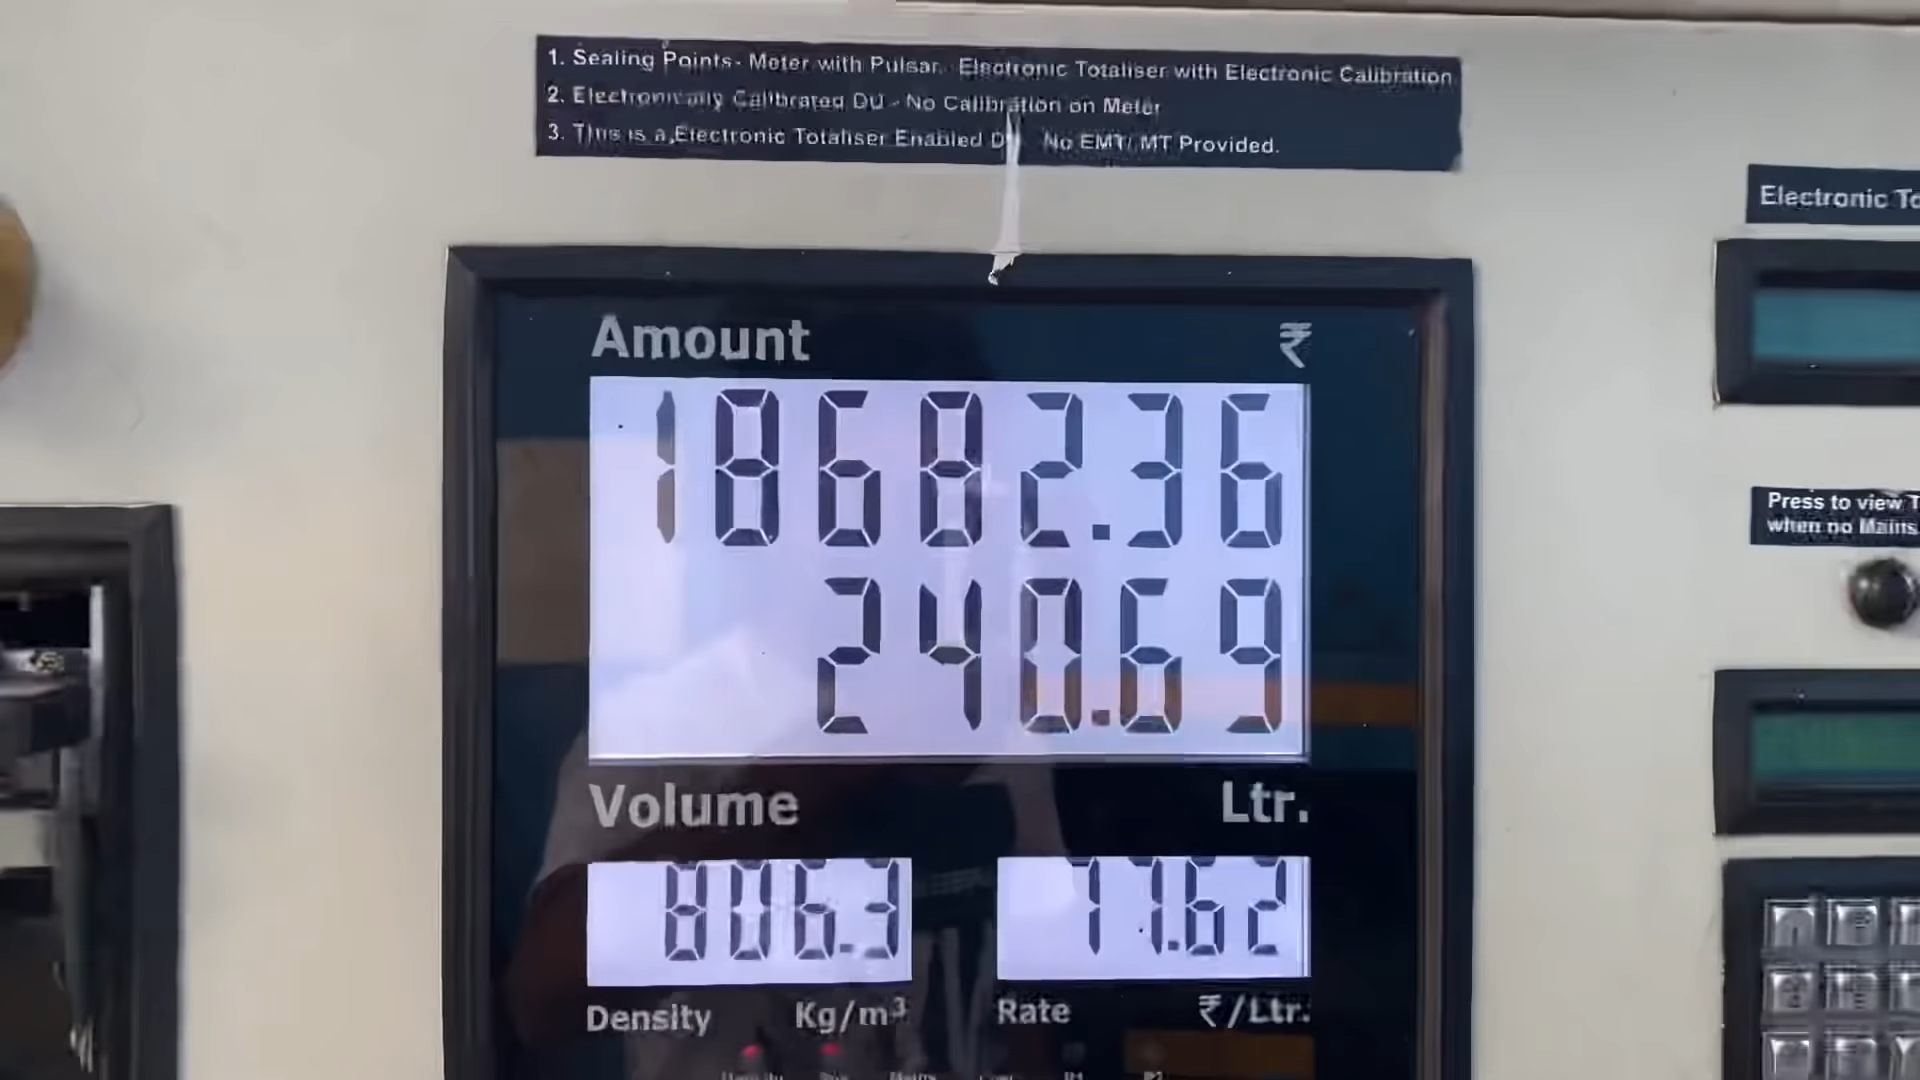 1. Sealing Points- Meter with Pulsar. Electronic Totaliser with Electronic Calibration
2. Electronically Calibrated DU - No Calibration on Meter
3. This is a Electronic Totaliser Enabled No EMT/ MT Provided.
Electronic
Amount ₹
18682.36
240.69
Volume Ltr.
806.3 77.62
Density Kg/m³ Rate ₹/Ltr.
Press to view
when no Mains